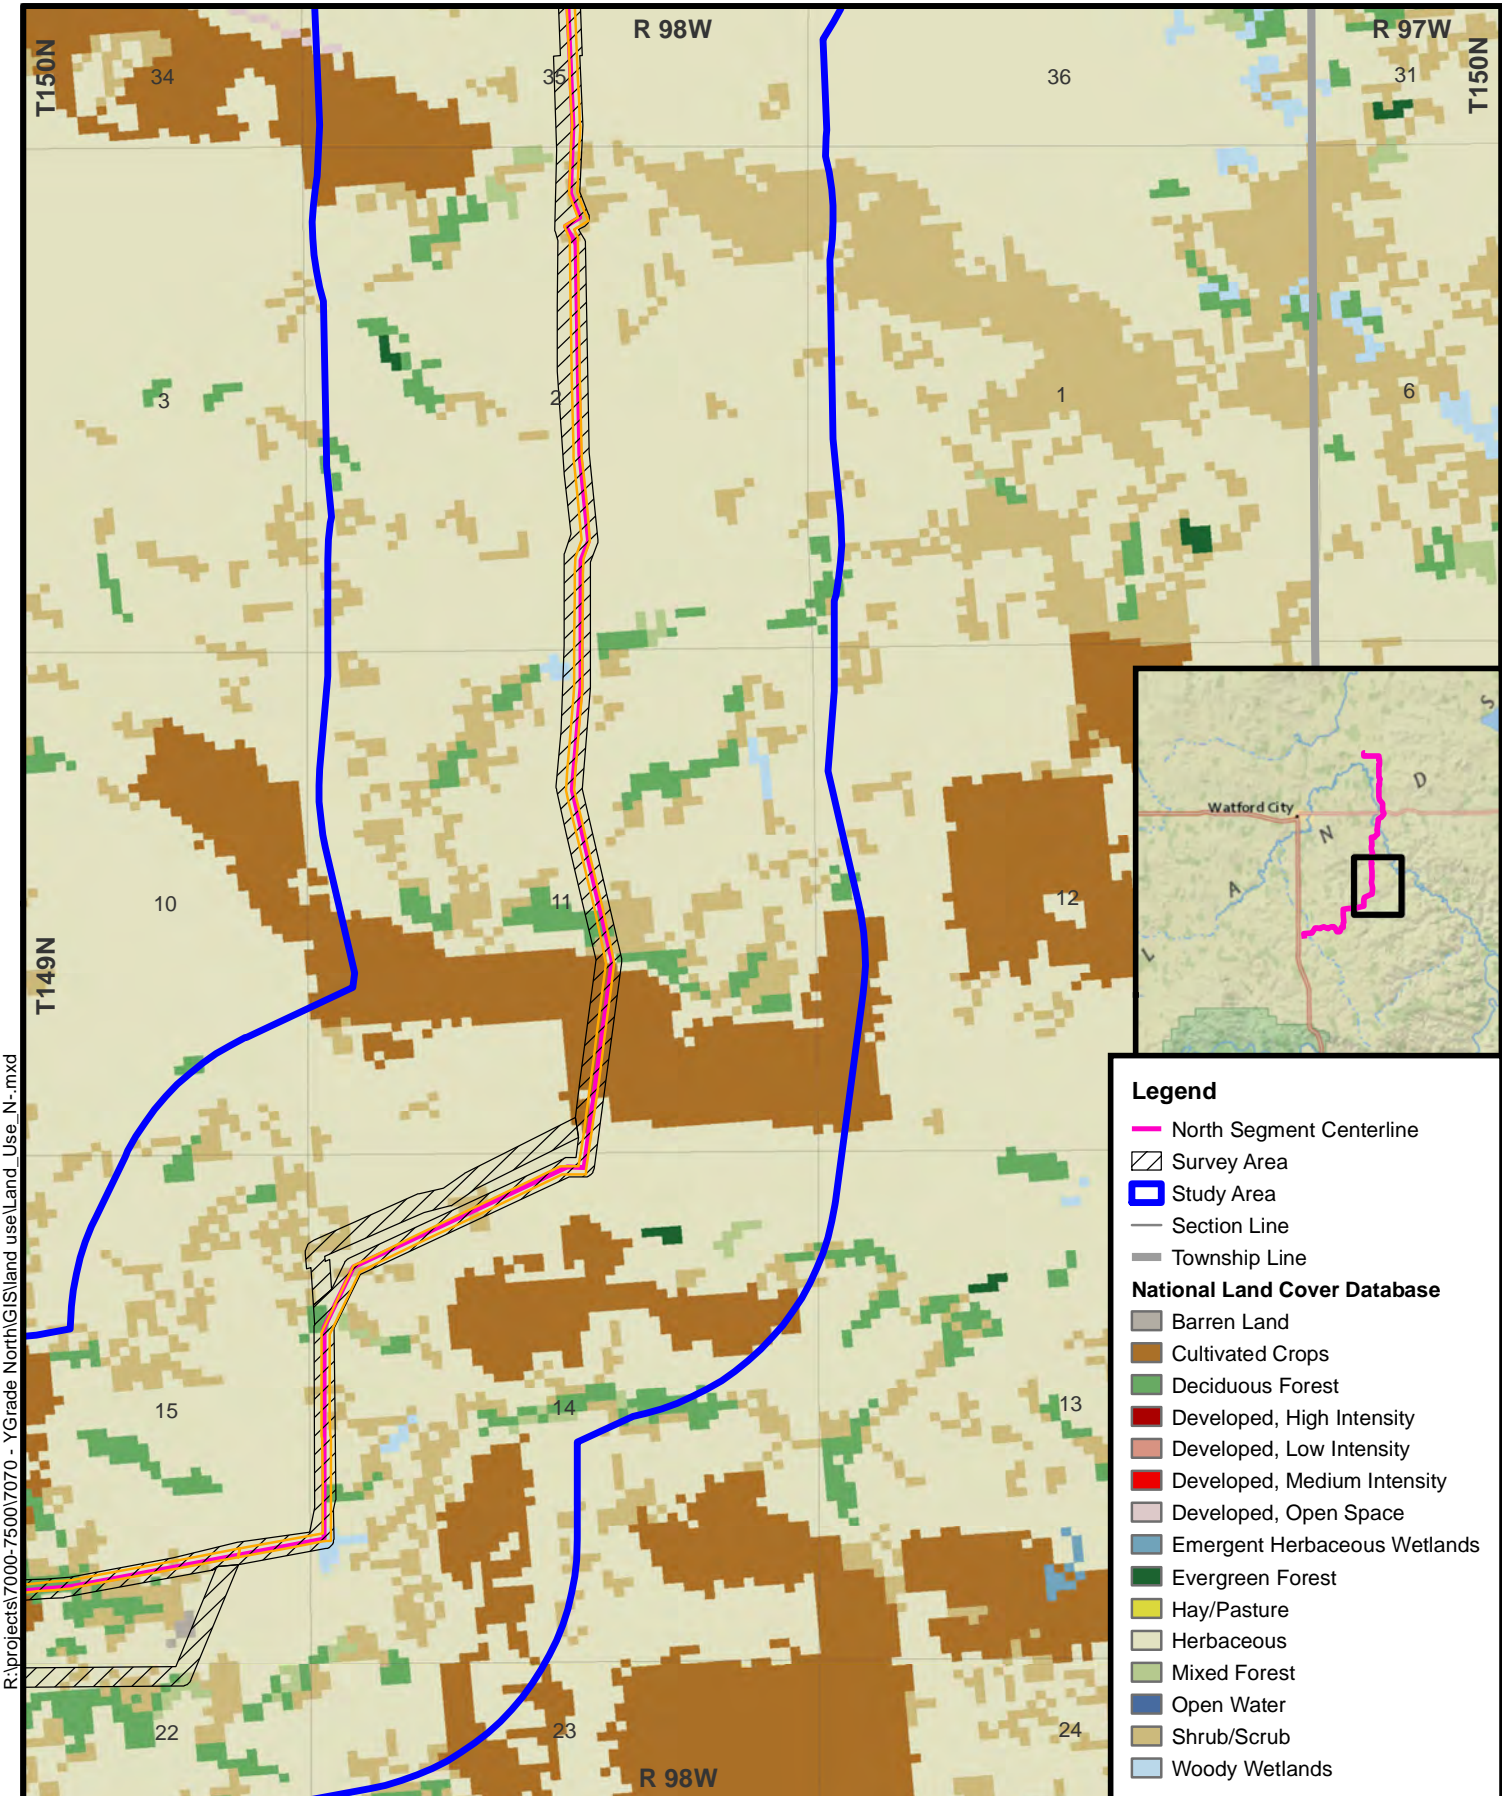 R 98W
R 97W
T150N
T150N
34
35
36
31
3
2
1
6
10
11
12
T149N
15
14
13
22
23
24
R 98W
R:\projects\7000-7500\7070 - YGrade North\GIS\land use\Land_Use_N-.mxd
Watford City
S
D
N
A
L
Legend
North Segment Centerline
Survey Area
Study Area
Section Line
Township Line
National Land Cover Database
Barren Land
Cultivated Crops
Deciduous Forest
Developed, High Intensity
Developed, Low Intensity
Developed, Medium Intensity
Developed, Open Space
Emergent Herbaceous Wetlands
Evergreen Forest
Hay/Pasture
Herbaceous
Mixed Forest
Open Water
Shrub/Scrub
Woody Wetlands